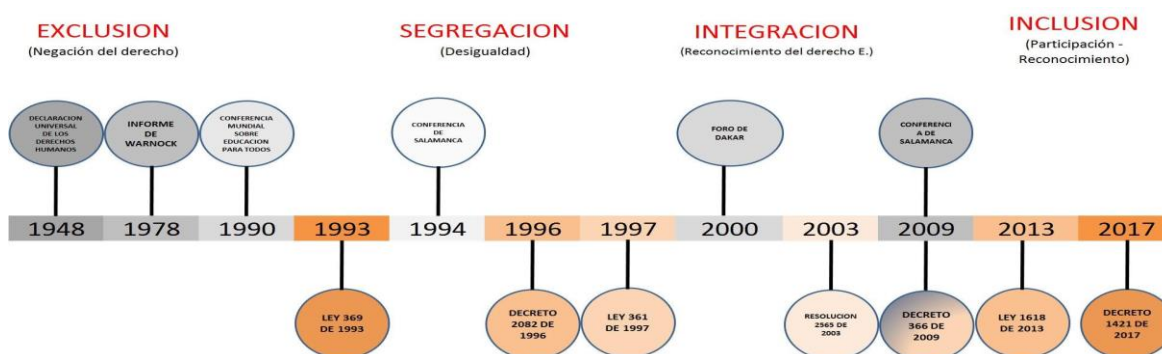 EXCLUSION
(Negación del derecho)
SEGREGACION
(Desigualdad)
INTEGRACION
(Reconocimiento del derecho E.)
INCLUSION
(Participación -
Reconocimiento)
DECLARACION
UNIVERSAL
DE LOS
DERECHOS
HUMANOS
INFORME
DE
WARNOCK
CONFERENCIA
MUNDIAL
SOBRE
EDUCACION
PARA TODOS
CONFERENCIA
DE
SALAMANCA
FORO DE
DAKAR
CONFERENCI
A DE
SALAMANCA
1948
1978
1990
1993
1994
1996
1997
2000
2003
2009
2013
2017
LEY 369
DE 1993
DECRETO
2082 DE
1996
LEY 361
DE 1997
RESOLUCION
2565 DE
2003
DECRETO
366 DE
2009
LEY 1618
DE 2013
DECRETO
1421 DE
2017